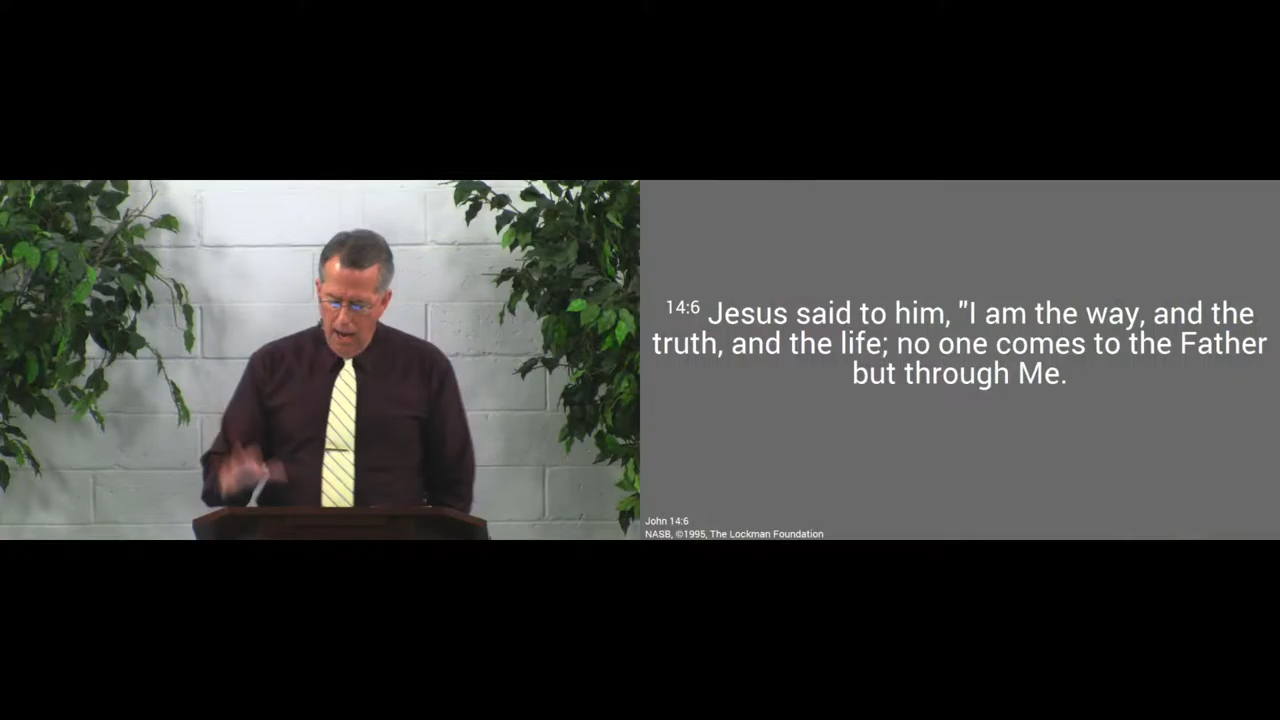 14:6 Jesus said to him, "I am the way, and the
truth, and the life; no one comes to the Father
but through Me.
John 14:6
NASB, ©1995, The Lockman Foundation